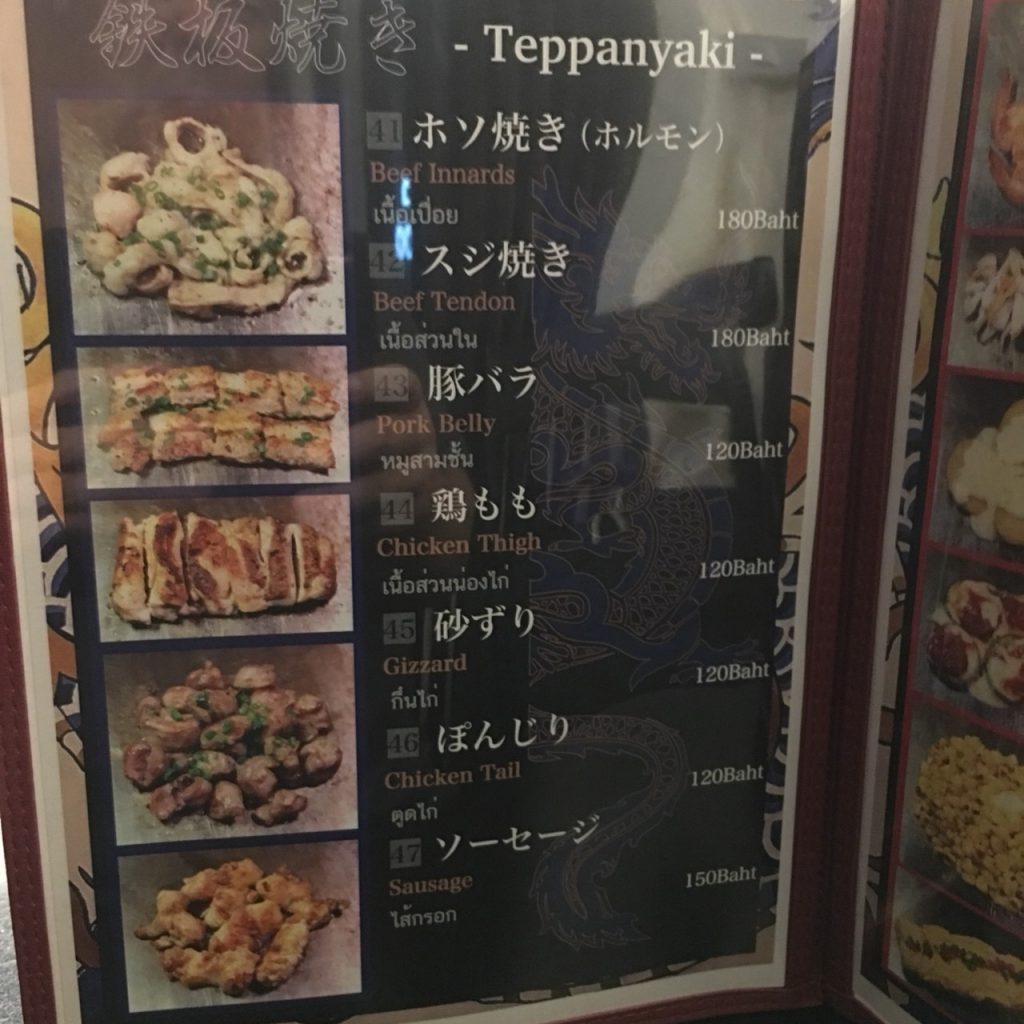 鉄板焼き - Teppanyaki -
41 ホソ焼き (ホルモン)
Beef Innards
เนื้อเปื่อย 180Baht
42 スジ焼き
Beef Tendon
เนื้อส่วนใน 180Baht
43 豚バラ
Pork Belly
หมูสามชั้น 120Baht
44 鶏もも
Chicken Thigh
เนื้อส่วนน่องไก่ 120Baht
45 砂ずり
Gizzard
กึ๋นไก่ 120Baht
46 ぽんじり
Chicken Tail
ตูดไก่ 120Baht
47 ソーセージ
Sausage
ไส้กรอก 150Baht